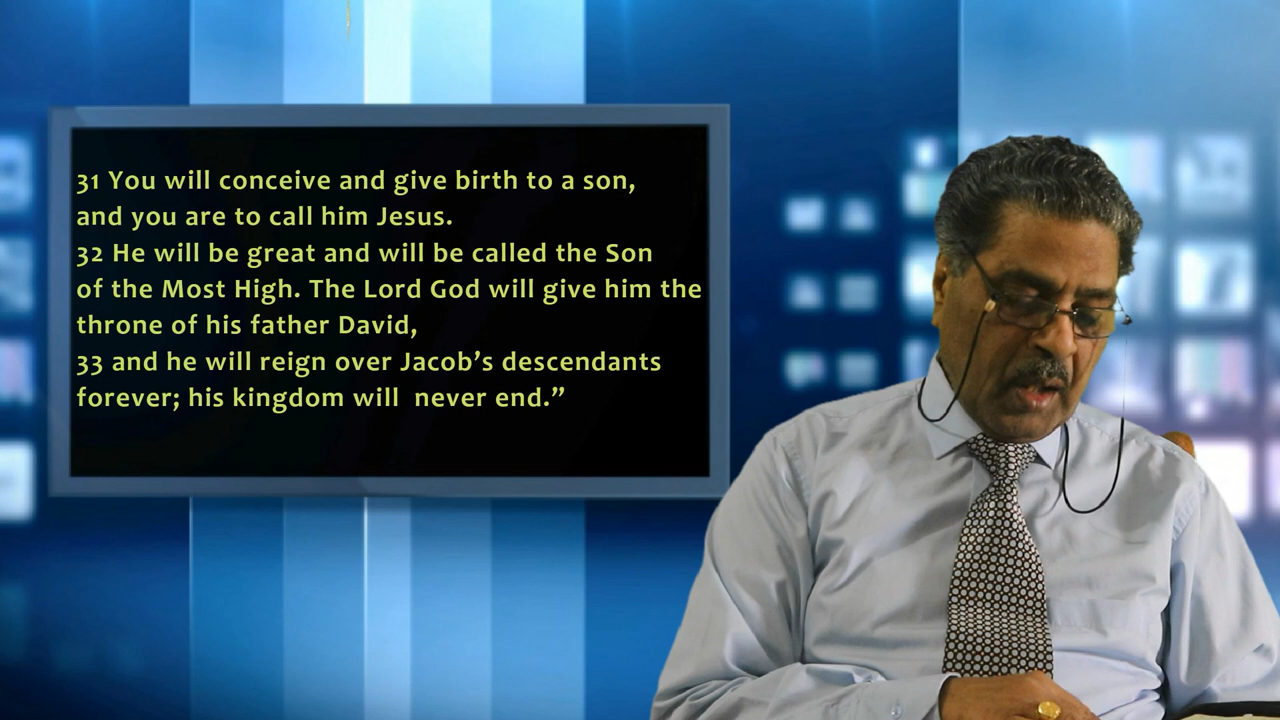 31 You will conceive and give birth to a son,
and you are to call him Jesus.
32 He will be great and will be called the Son
of the Most High. The Lord God will give him the
throne of his father David,
33 and he will reign over Jacob’s descendants
forever; his kingdom will  never end.”